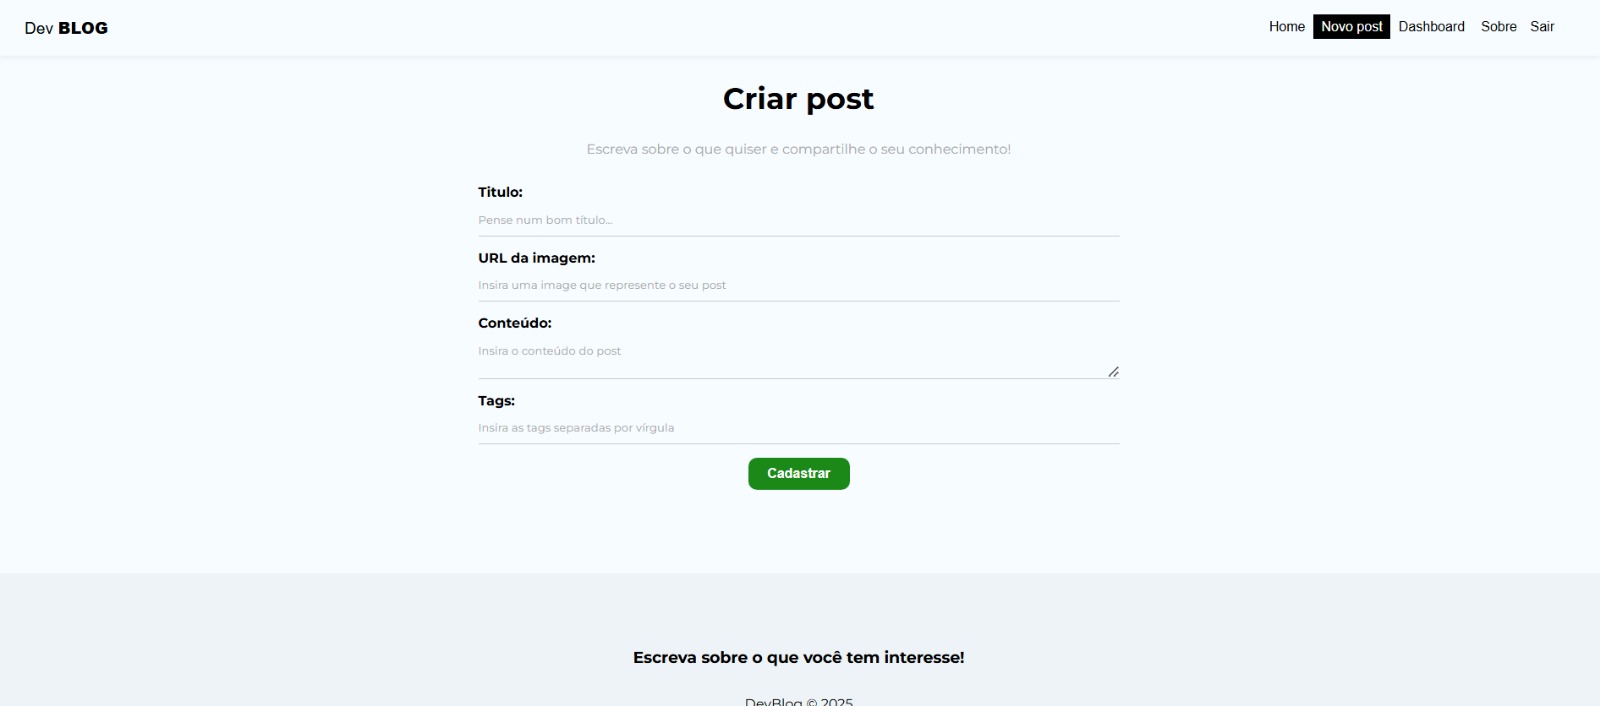 Dev BLOG
Home Novo post Dashboard Sobre Sair
Criar post
Escreva sobre o que quiser e compartilhe o seu conhecimento!
Titulo:
Pense num bom título...
URL da imagem:
Insira uma image que represente o seu post
Conteúdo:
Insira o conteúdo do post
Tags:
Insira as tags separadas por vírgula
Cadastrar
Escreva sobre o que você tem interesse!
DevBlog © 2025